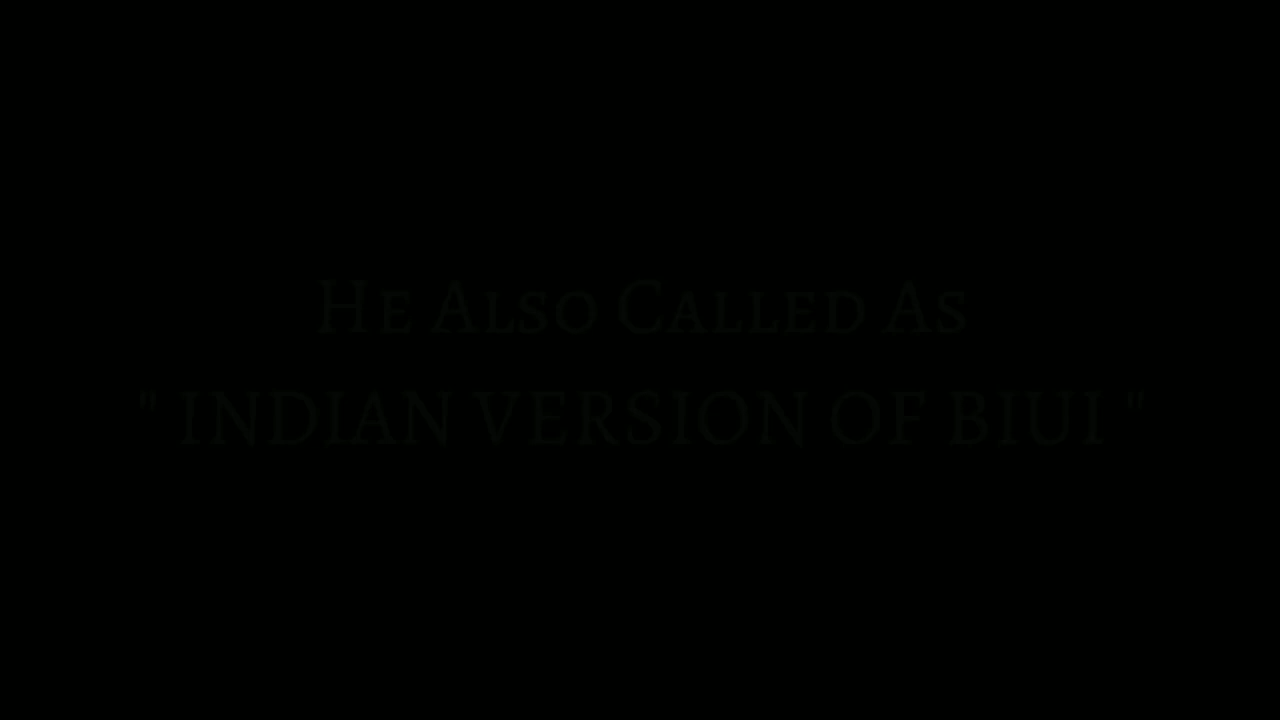 He Also Called As
" INDIAN VERSION OF BIUI "